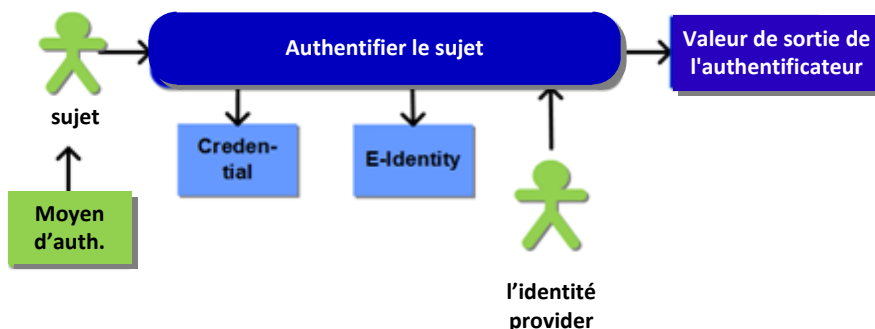 Authentifier le sujet
Valeur de sortie de
l'authentificateur
sujet
Creden-
tial
E-Identity
Moyen
d'auth.
l'identité
provider